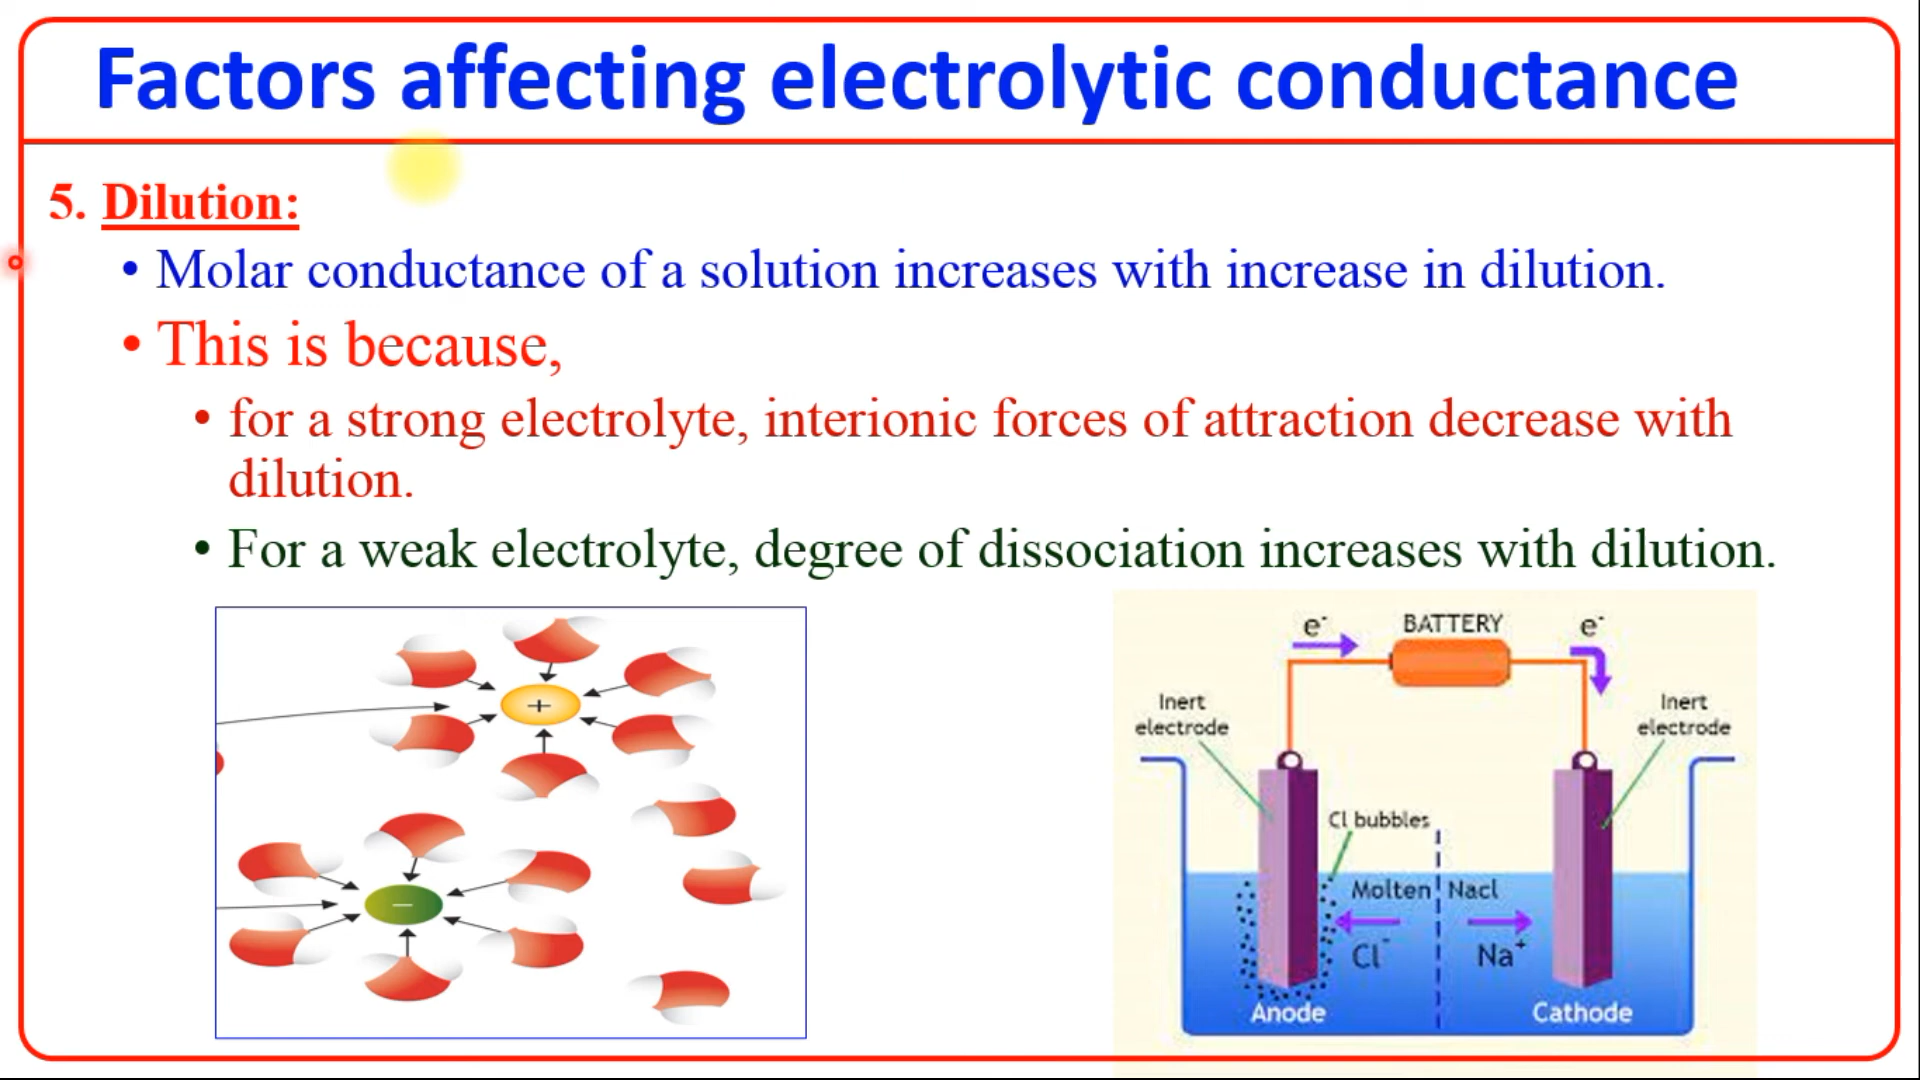 Factors affecting electrolytic conductance
5. Dilution:
• Molar conductance of a solution increases with increase in dilution.
• This is because,
• for a strong electrolyte, interionic forces of attraction decrease with
dilution.
• For a weak electrolyte, degree of dissociation increases with dilution.
+
−
e⁻ BATTERY e⁻
Inert
electrode
Inert
electrode
Cl bubbles
Molten Nacl
Cl⁻ Na⁺
Anode Cathode